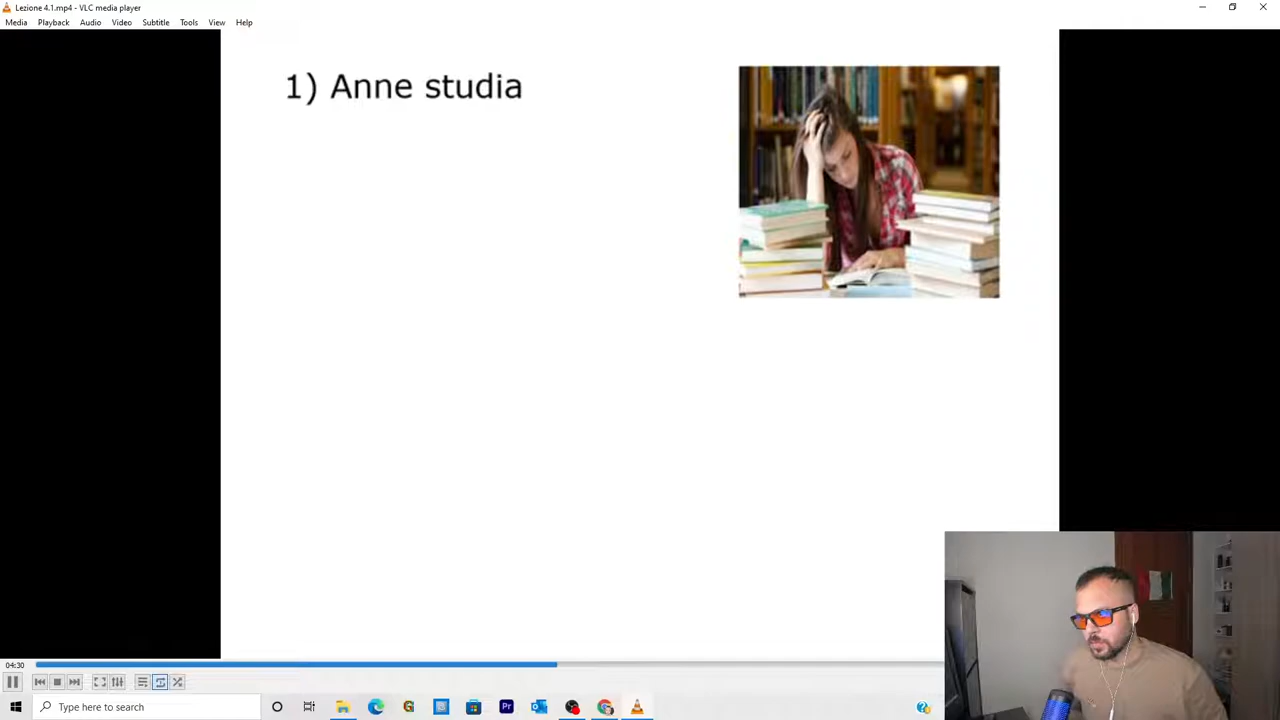 Lezione 4.1.mp4 - VLC media player
Media Playback Audio Video Subtitle Tools View Help
1) Anne studia
04:30
Type here to search